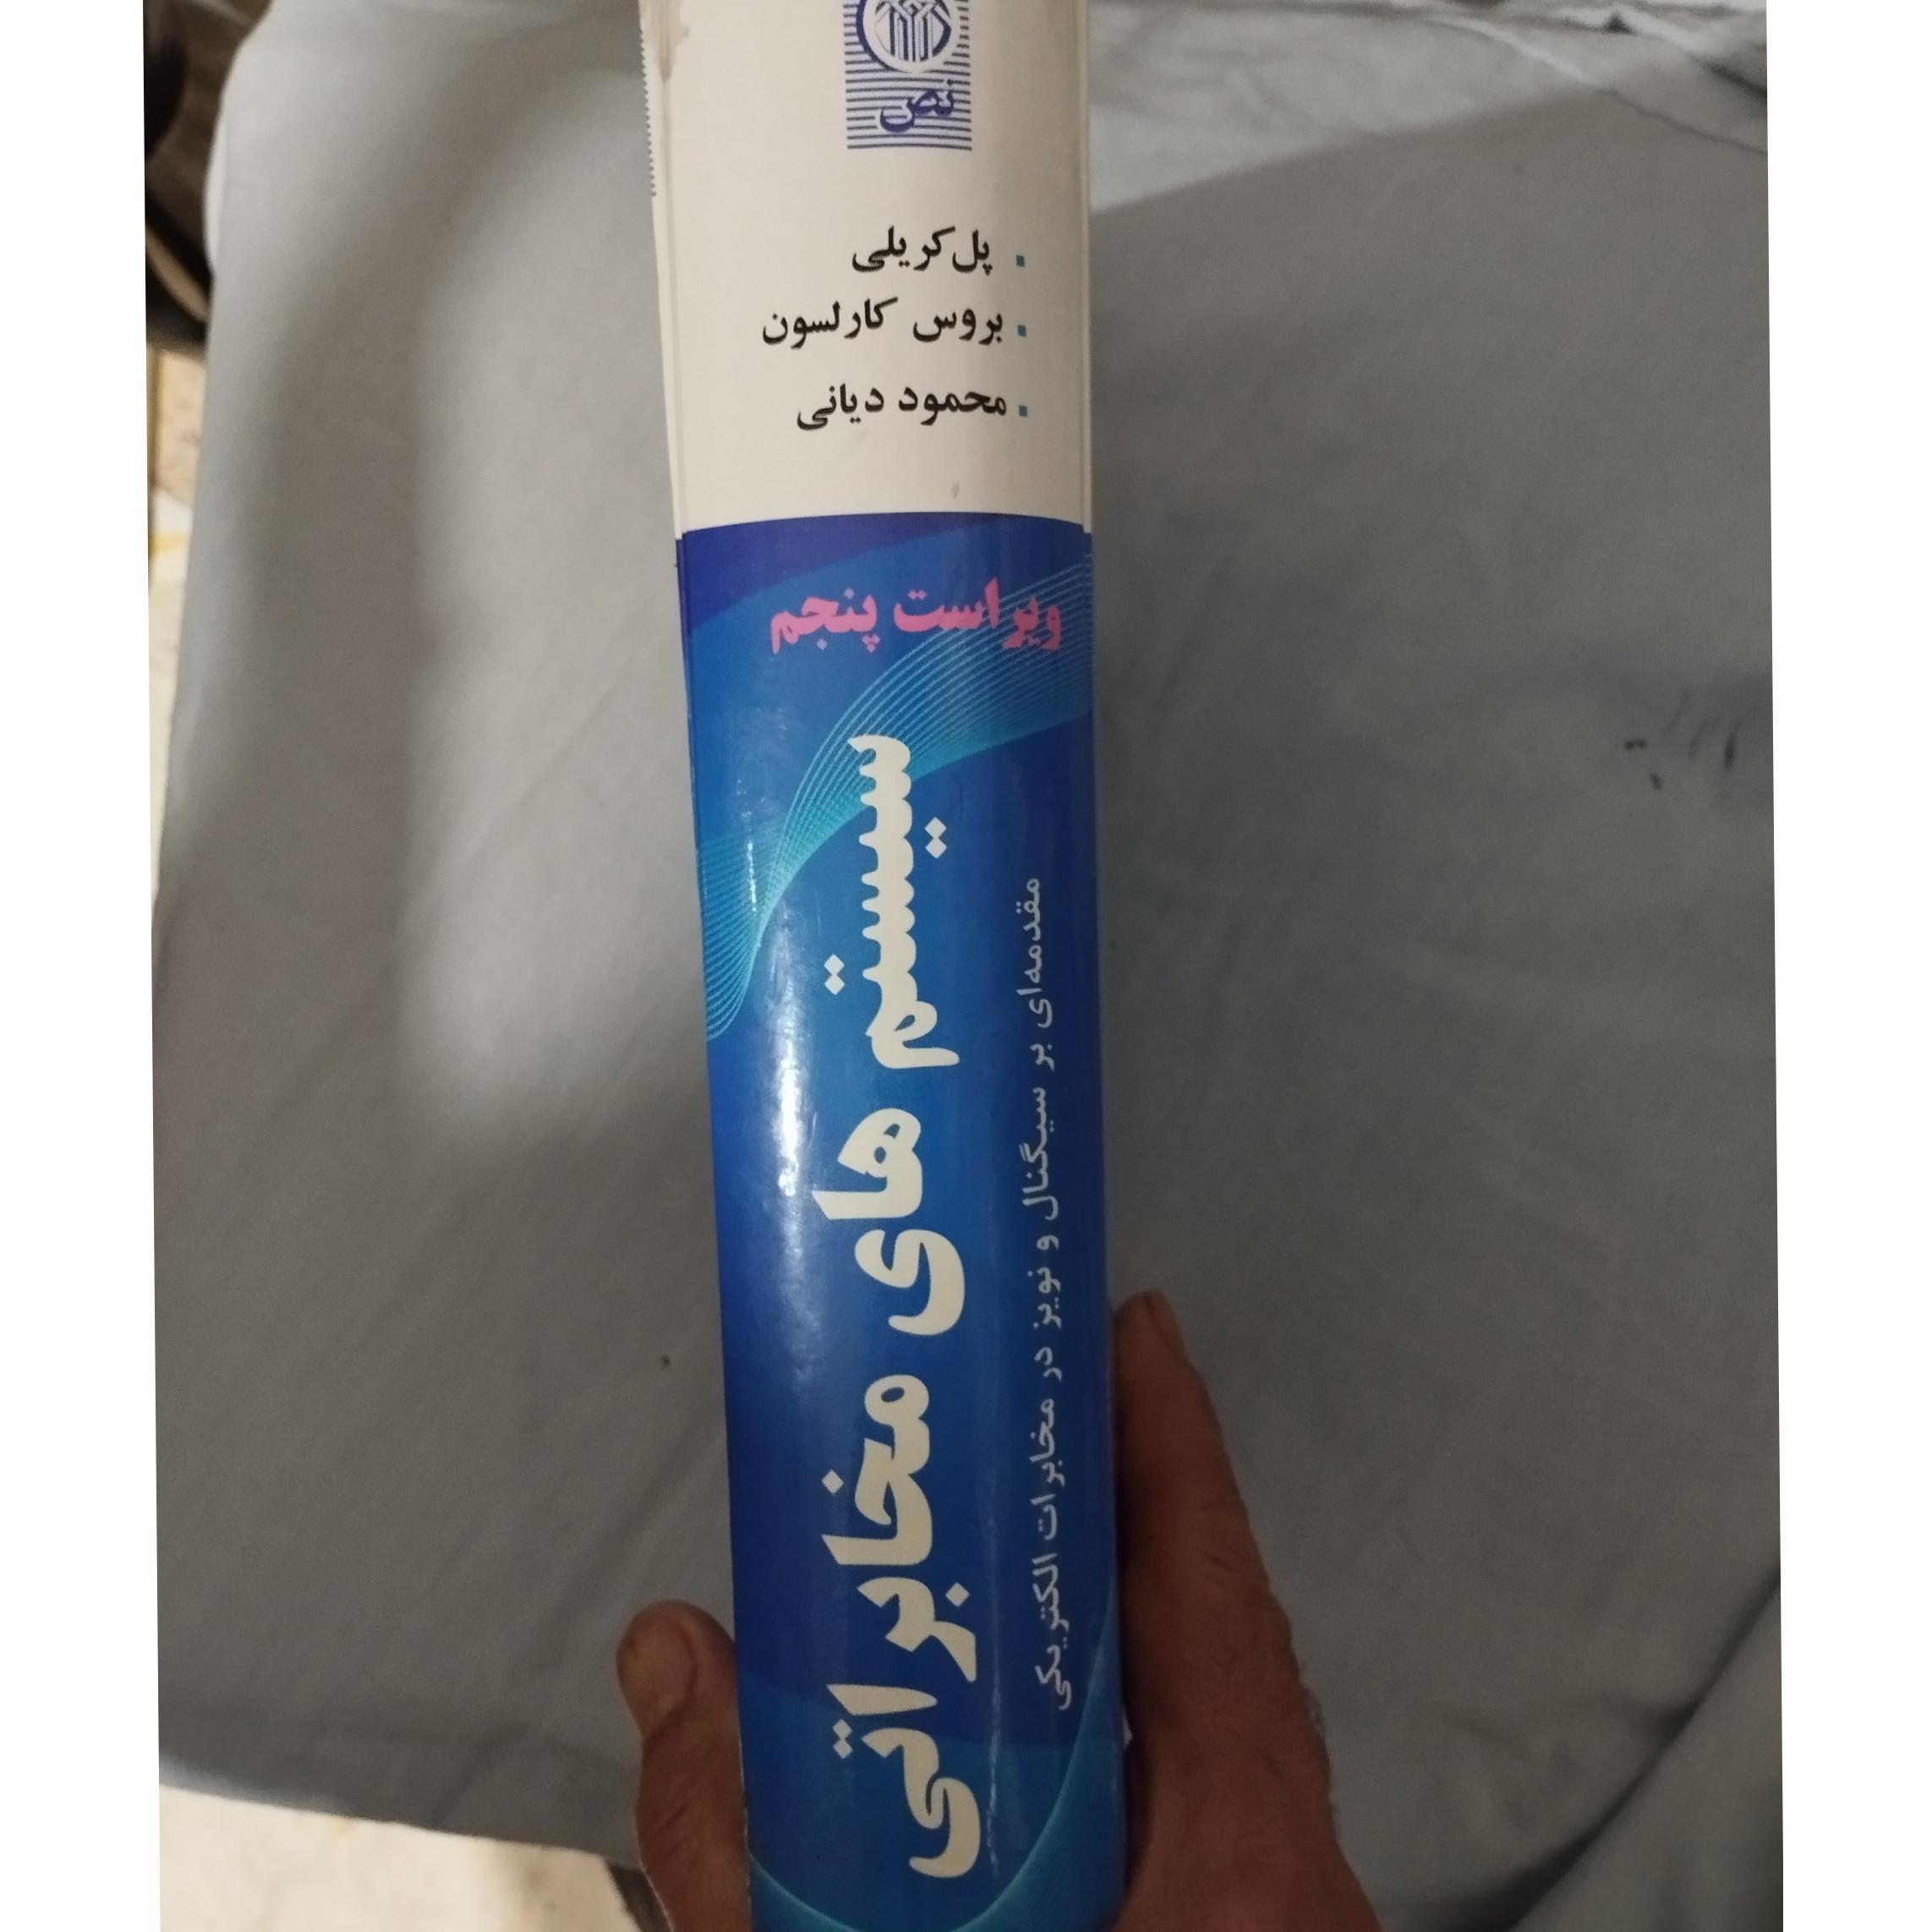 نص
پل کریلی
بروس کارلسون
محمود دیانی
ویراست پنجم
سیستم های مخابراتی
مقدمه‌ای بر سیگنال و نویز در مخابرات الکتریکی